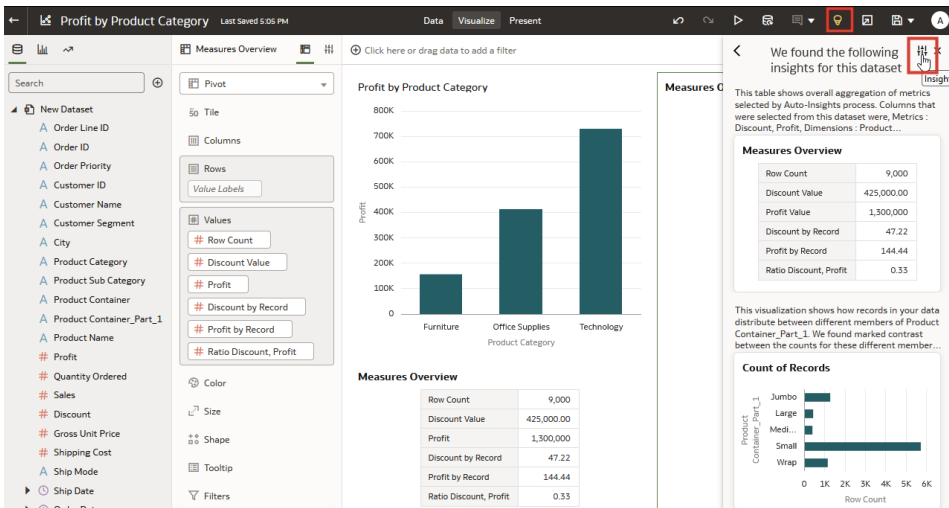 Profit by Product Category Last Saved 5:05 PM
Data Visualize Present
A
Search
New Dataset
A Order Line ID
A Order ID
A Order Priority
A Customer ID
A Customer Name
A Customer Segment
A City
A Product Category
A Product Sub Category
A Product Container
A Product Container_Part_1
A Product Name
# Profit
# Quantity Ordered
# Sales
# Discount
# Gross Unit Price
# Shipping Cost
A Ship Mode
Ship Date
Measures Overview
Pivot
Tile
Columns
Rows
Value Labels
Values
# Row Count
# Discount Value
# Profit
# Discount by Record
# Profit by Record
# Ratio Discount, Profit
Color
Size
Shape
Tooltip
Filters
Click here or drag data to add a filter
Profit by Product Category
800K
700K
600K
500K
400K
300K
200K
100K
0
Profit
Furniture Office Supplies Technology
Product Category
Measures Overview
Row Count 9,000
Discount Value 425,000.00
Profit 1,300,000
Discount by Record 47.22
Profit by Record 144.44
Ratio Discount, Profit 0.33
Measures O
We found the following
insights for this dataset
Insigh
This table shows overall aggregation of metrics
selected by Auto-Insights process. Columns that
were selected from this dataset were, Metrics :
Discount, Profit, Dimensions : Product...
Measures Overview
Row Count 9,000
Discount Value 425,000.00
Profit Value 1,300,000
Discount by Record 47.22
Profit by Record 144.44
Ratio Discount, Profit 0.33
This visualization shows how records in your data
distribute between different members of Product
Container_Part_1. We found marked contrast
between the counts for these different member...
Count of Records
Product
Container_Part_1
Jumbo
Large
Medi...
Small
Wrap
0 1K 2K 3K 4K 5K 6K
Row Count